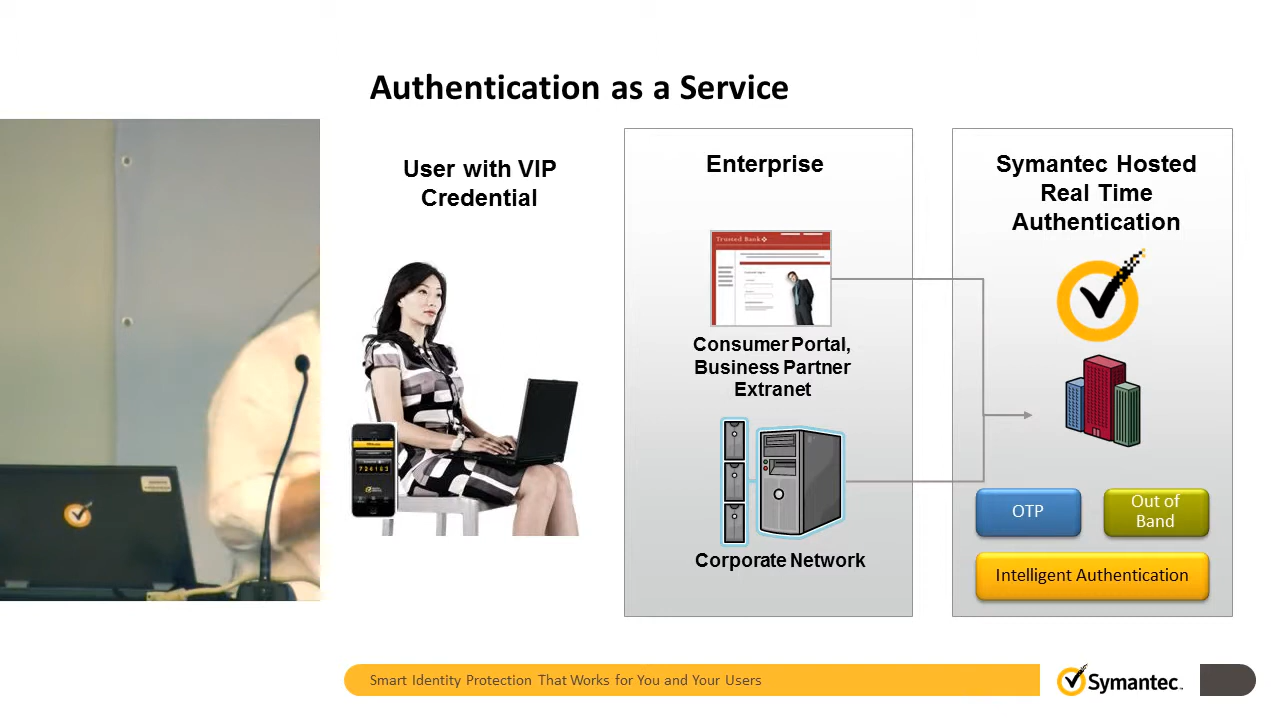 Authentication as a Service
User with VIP
Credential
Enterprise
Trusted Bank
Consumer Portal,
Business Partner
Extranet
Corporate Network
Symantec Hosted
Real Time
Authentication
OTP
Out of
Band
Intelligent Authentication
Smart Identity Protection That Works for You and Your Users
Symantec